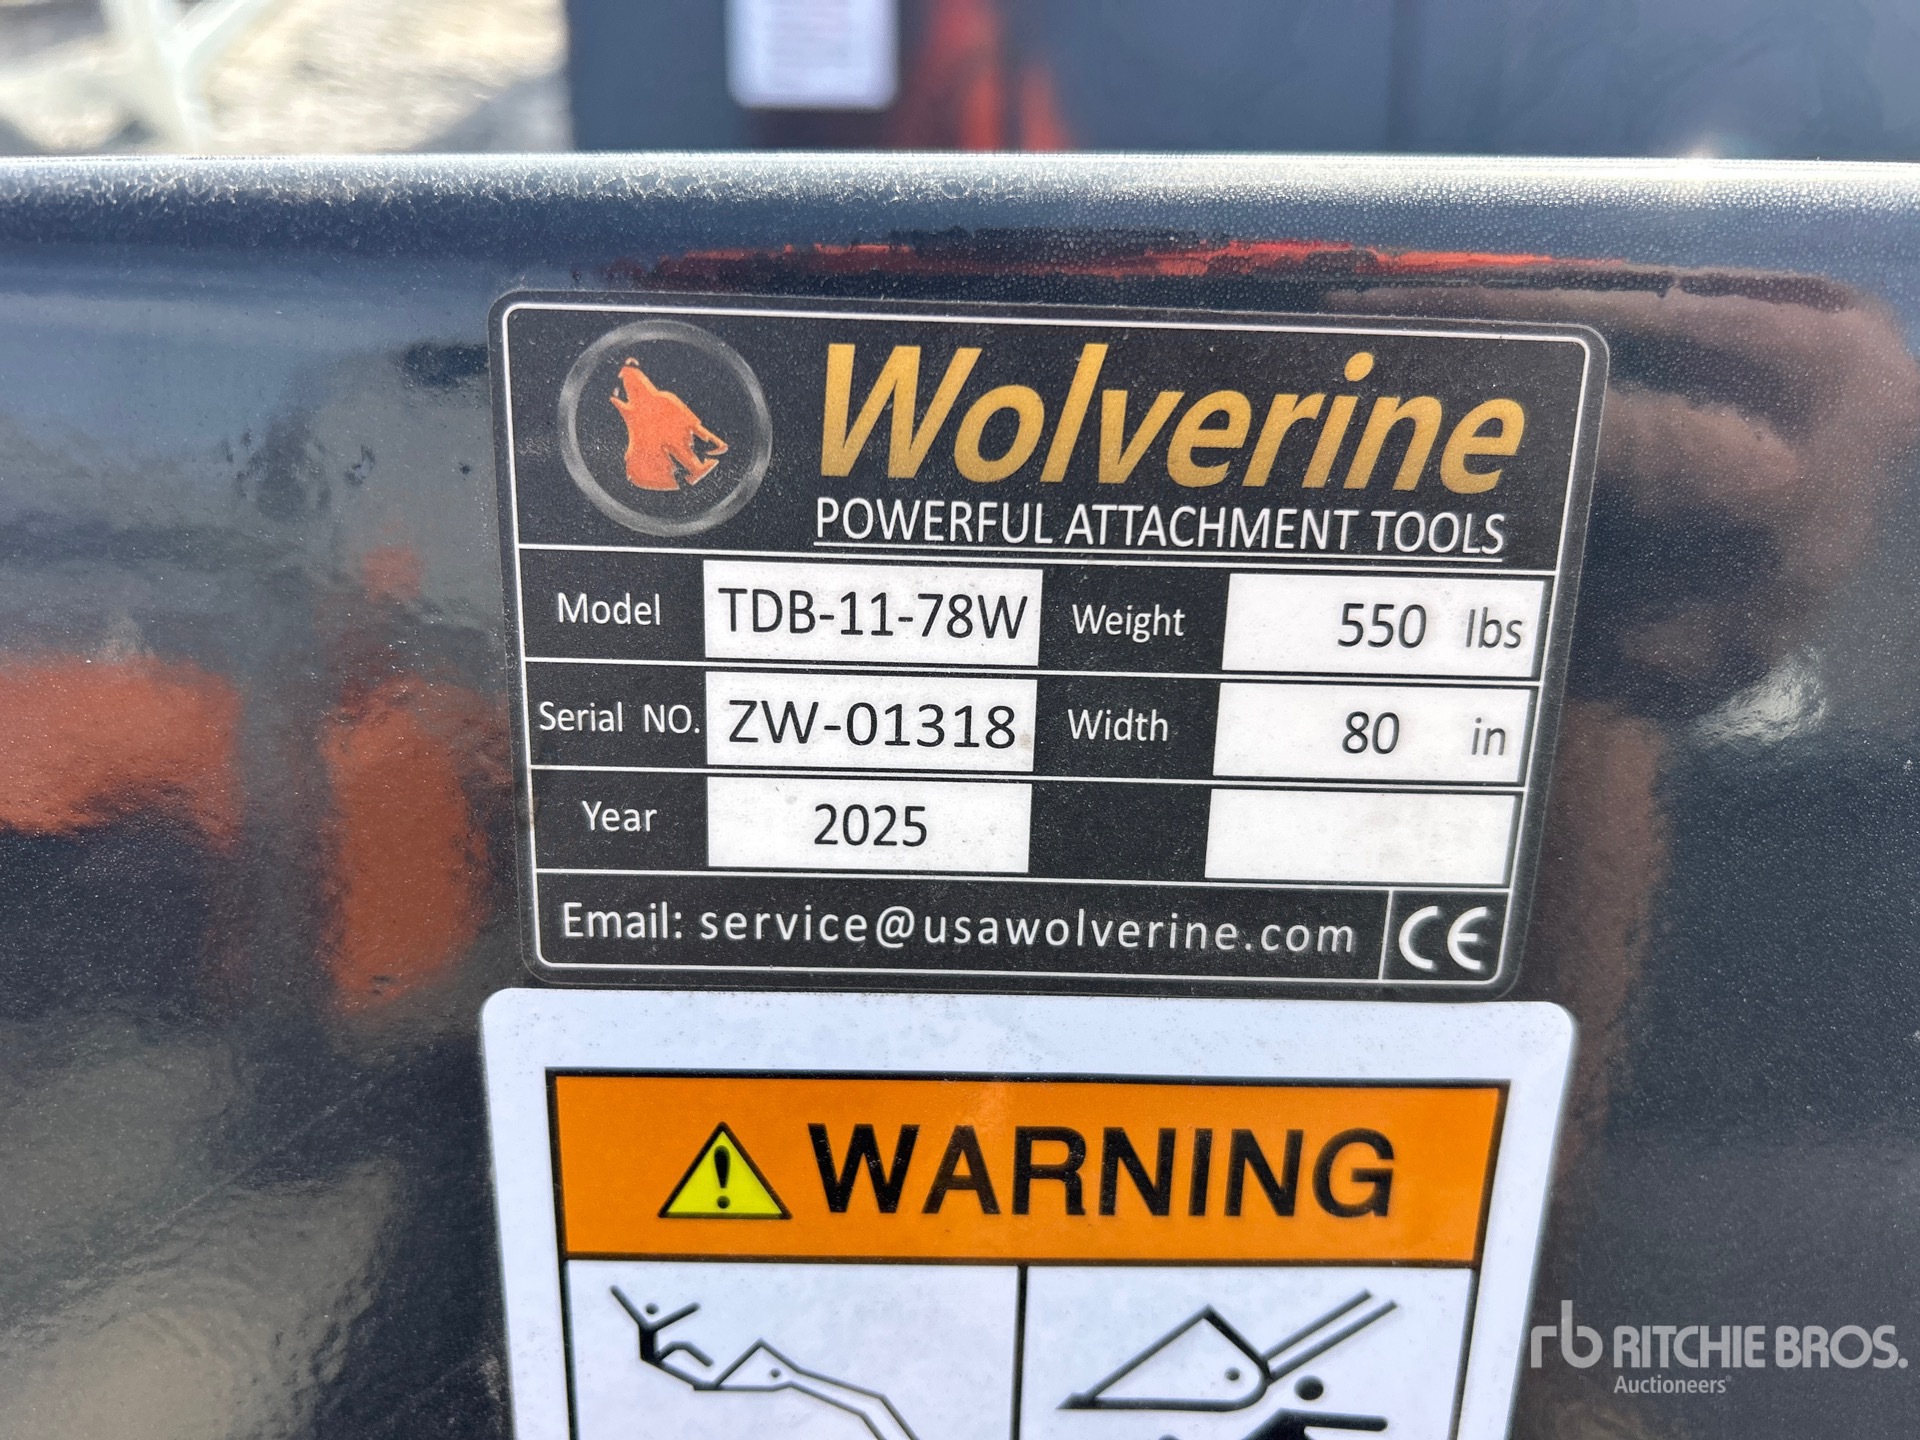 Wolverine
POWERFUL ATTACHMENT TOOLS
Model TDB-11-78W Weight 550 lbs
Serial NO. ZW-01318 Width 80 in
Year 2025
Email: service@usawolverine.com CE
WARNING
rb RITCHIE BROS.
Auctioneers